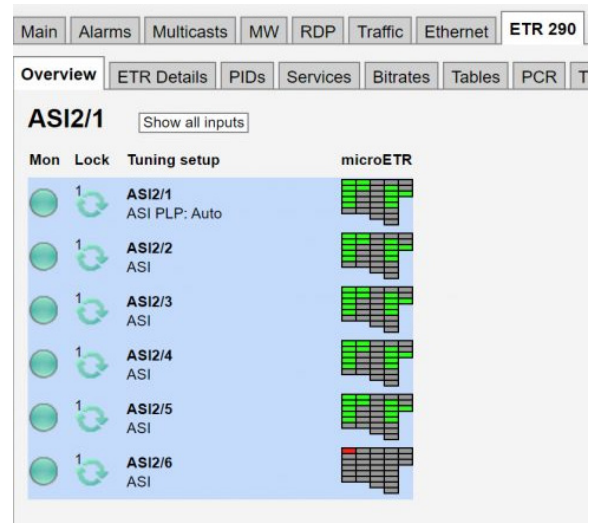 Main Alarms Multicasts MW RDP Traffic Ethernet ETR 290
Overview ETR Details PIDs Services Bitrates Tables PCR T
ASI2/1 Show all inputs
Mon Lock Tuning setup microETR
1 ASI2/1
ASI PLP: Auto
1 ASI2/2
ASI
1 ASI2/3
ASI
1 ASI2/4
ASI
1 ASI2/5
ASI
1 ASI2/6
ASI